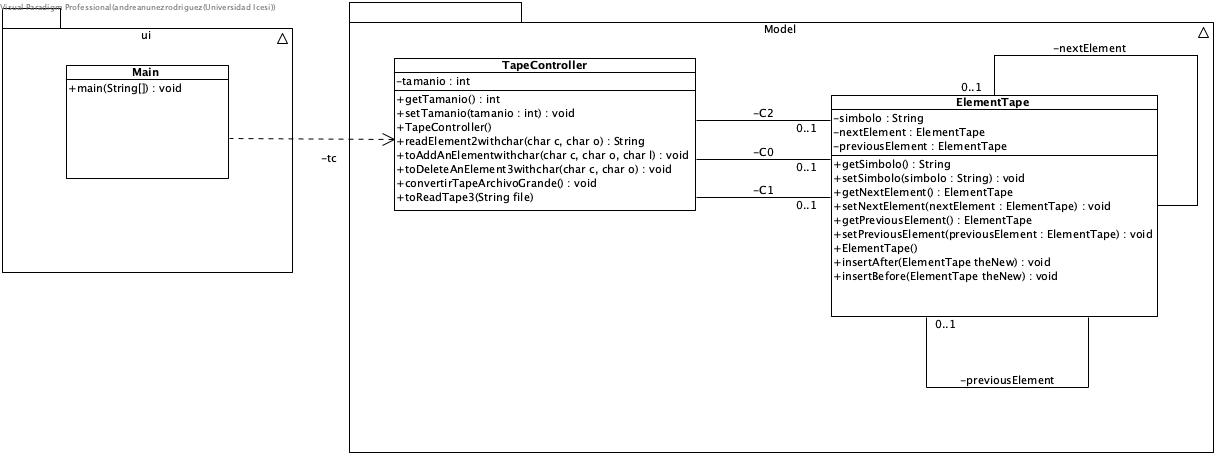 Visual Paradigm Professional(andreanunezrodriguez(Universidad Icesi))
ui
Main
+main(String[]) : void
-tc
Model
TapeController
-tamanio : int
+getTamanio() : int
+setTamanio(tamanio : int) : void
+TapeController()
+readElement2withchar(char c, char o) : String
+toAddAnElementwithchar(char c, char o, char l) : void
+toDeleteAnElement3withchar(char c, char o) : void
+convertirTapeArchivoGrande() : void
+toReadTape3(String file)
-C2
0..1
-C0
0..1
-C1
0..1
-nextElement
0..1
ElementTape
-simbolo : String
-nextElement : ElementTape
-previousElement : ElementTape
+getSimbolo() : String
+setSimbolo(simbolo : String) : void
+getNextElement() : ElementTape
+setNextElement(nextElement : ElementTape) : void
+getPreviousElement() : ElementTape
+setPreviousElement(previousElement : ElementTape) : void
+ElementTape()
+insertAfter(ElementTape theNew) : void
+insertBefore(ElementTape theNew) : void
0..1
-previousElement